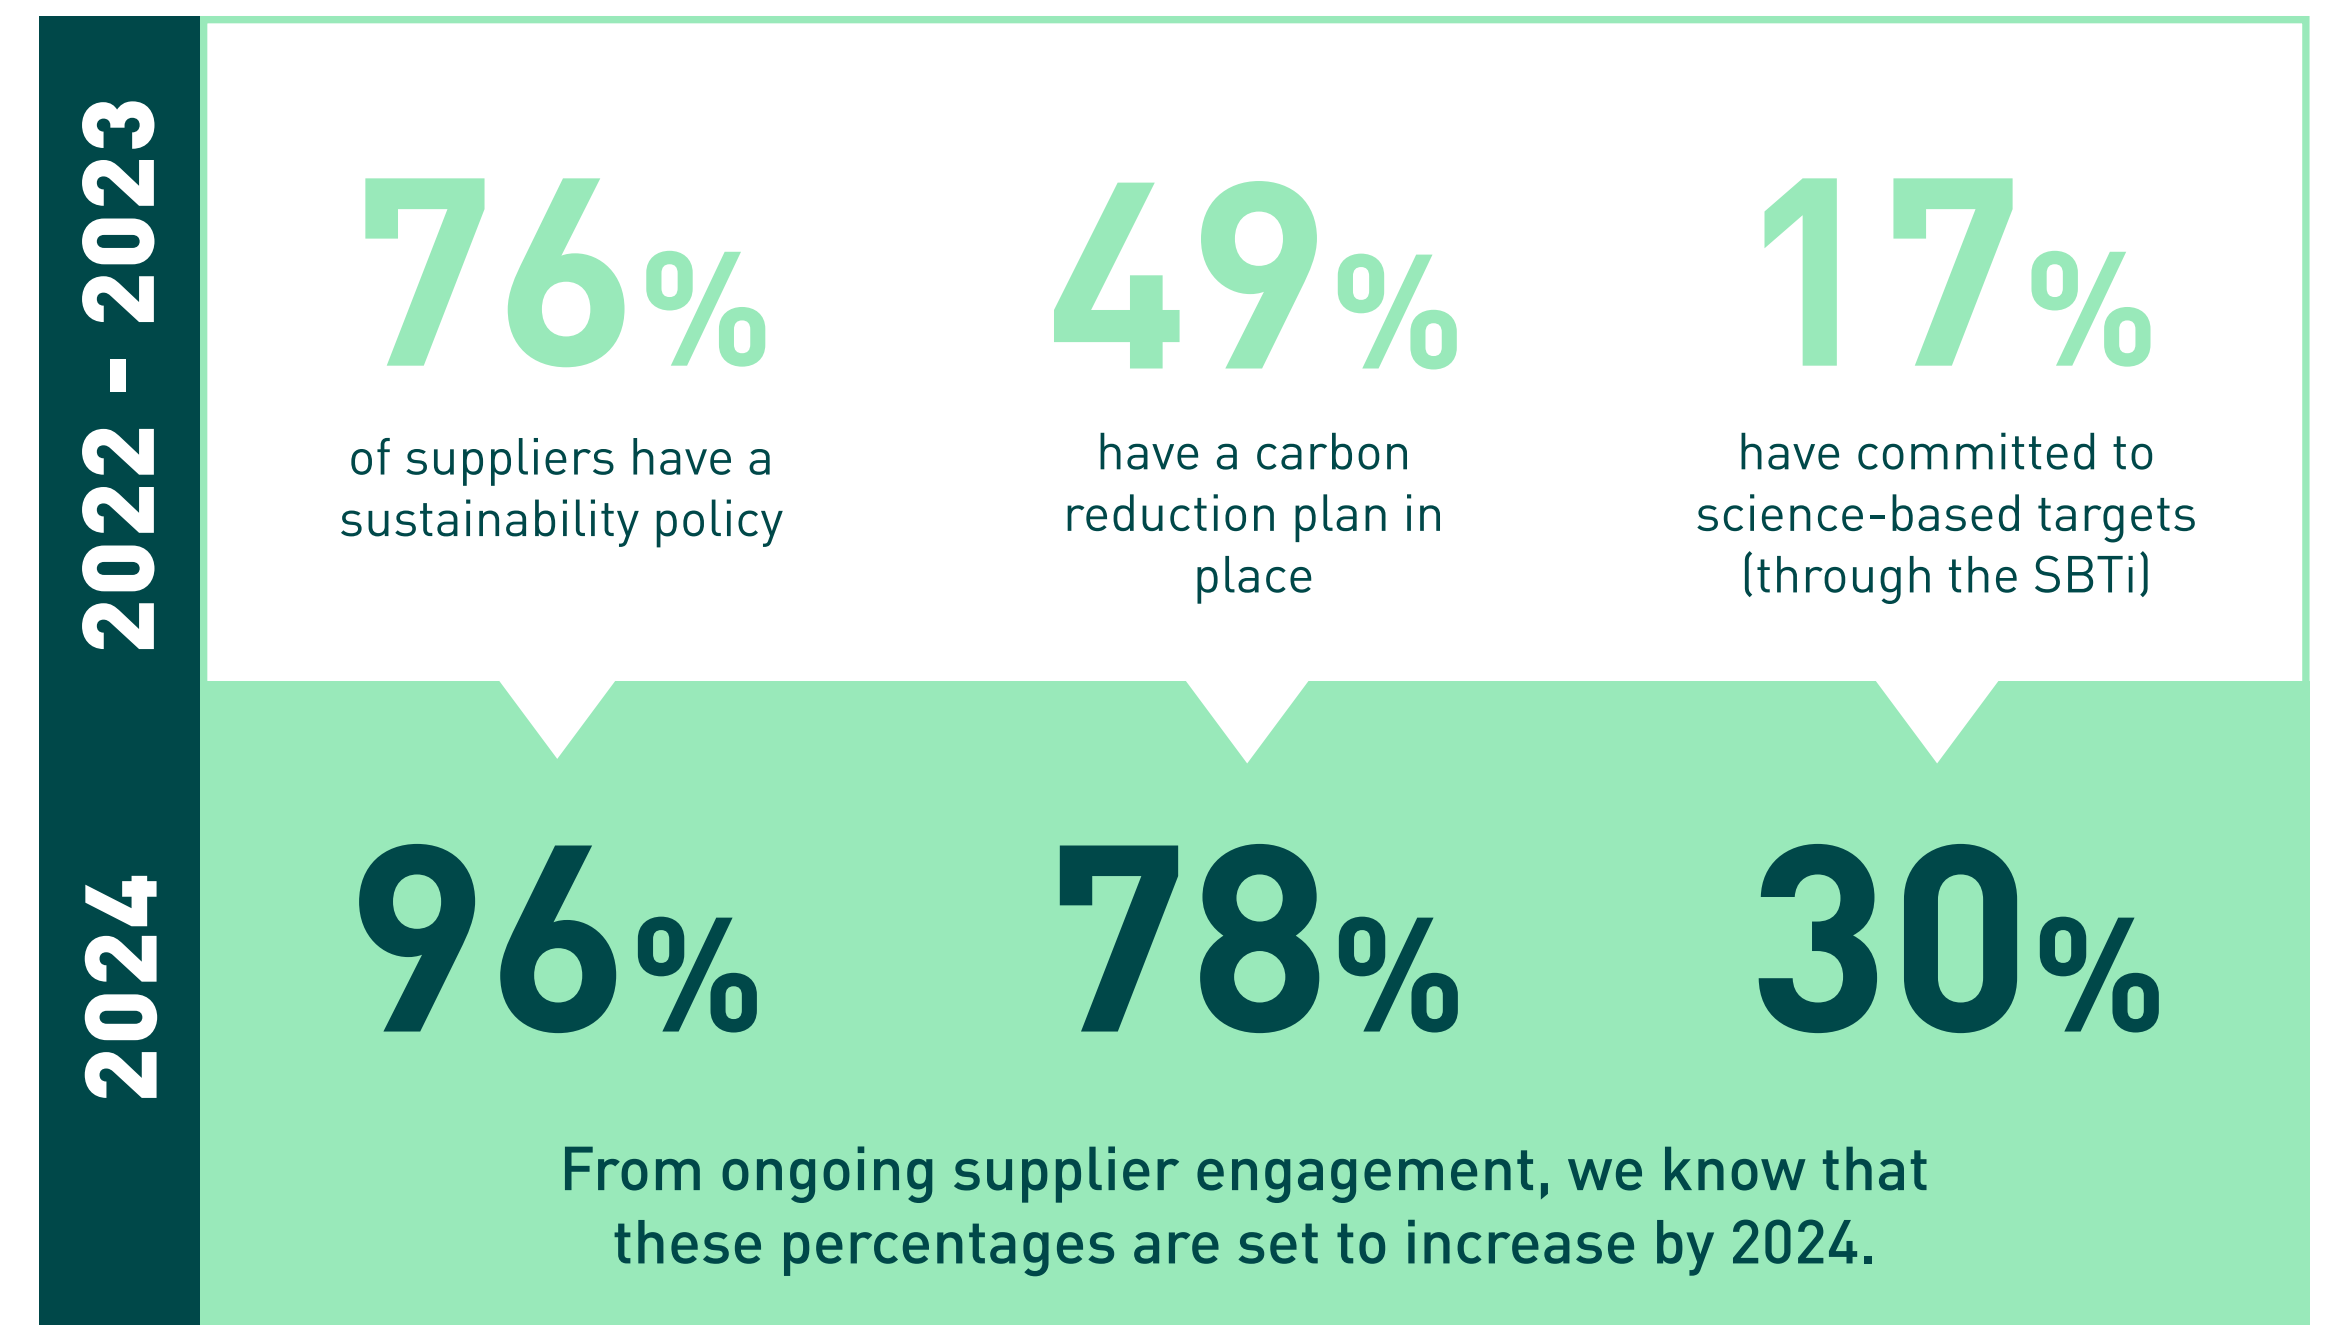 2022 - 2023
76%
of suppliers have a
sustainability policy
49%
have a carbon
reduction plan in
place
17%
have committed to
science-based targets
(through the SBTi)
2024
96%
78%
30%
From ongoing supplier engagement, we know that
these percentages are set to increase by 2024.